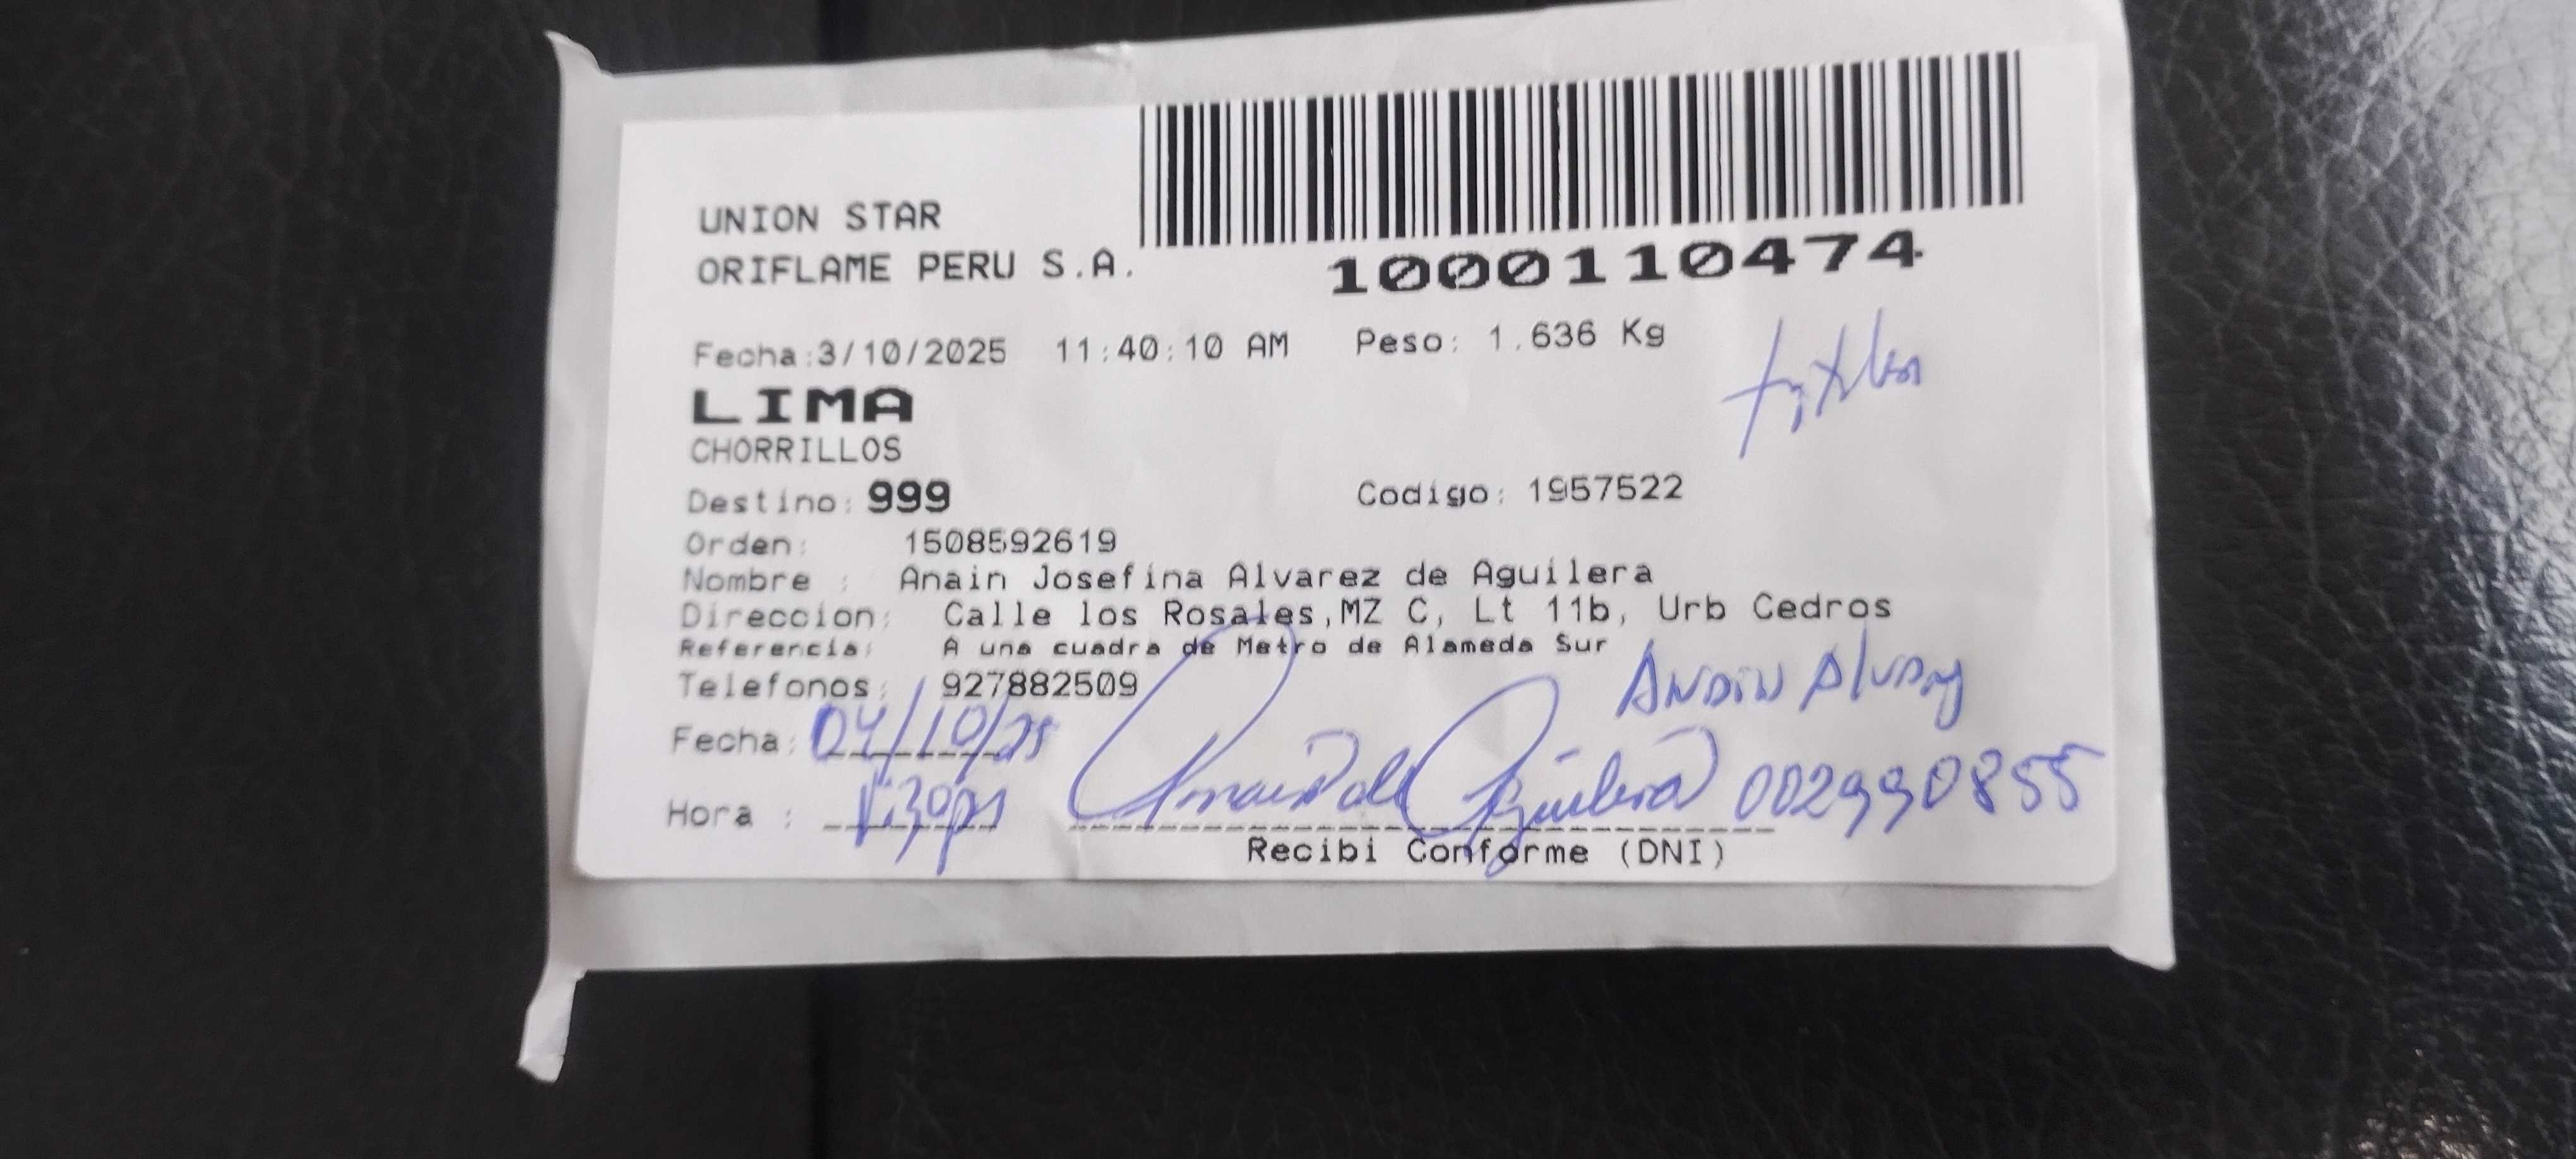 UNION STAR
ORIFLAME PERU S.A.
1000110474
Fecha:3/10/2025 11:40:10 AM Peso: 1.636 Kg
LIMA
CHORRILLOS
Destino: 999 Codigo: 1957522
Orden: 1508592619
Nombre : Anain Josefina Alvarez de Aguilera
Direccion: Calle los Rosales,MZ C, Lt 11b, Urb Cedros
Referencia: A una cuadra de Metro de Alameda Sur
Telefonos: 927882509
Anain Alvarez
Fecha: 04/10/25
Hora : 002990855
Recibi Conforme (DNI)